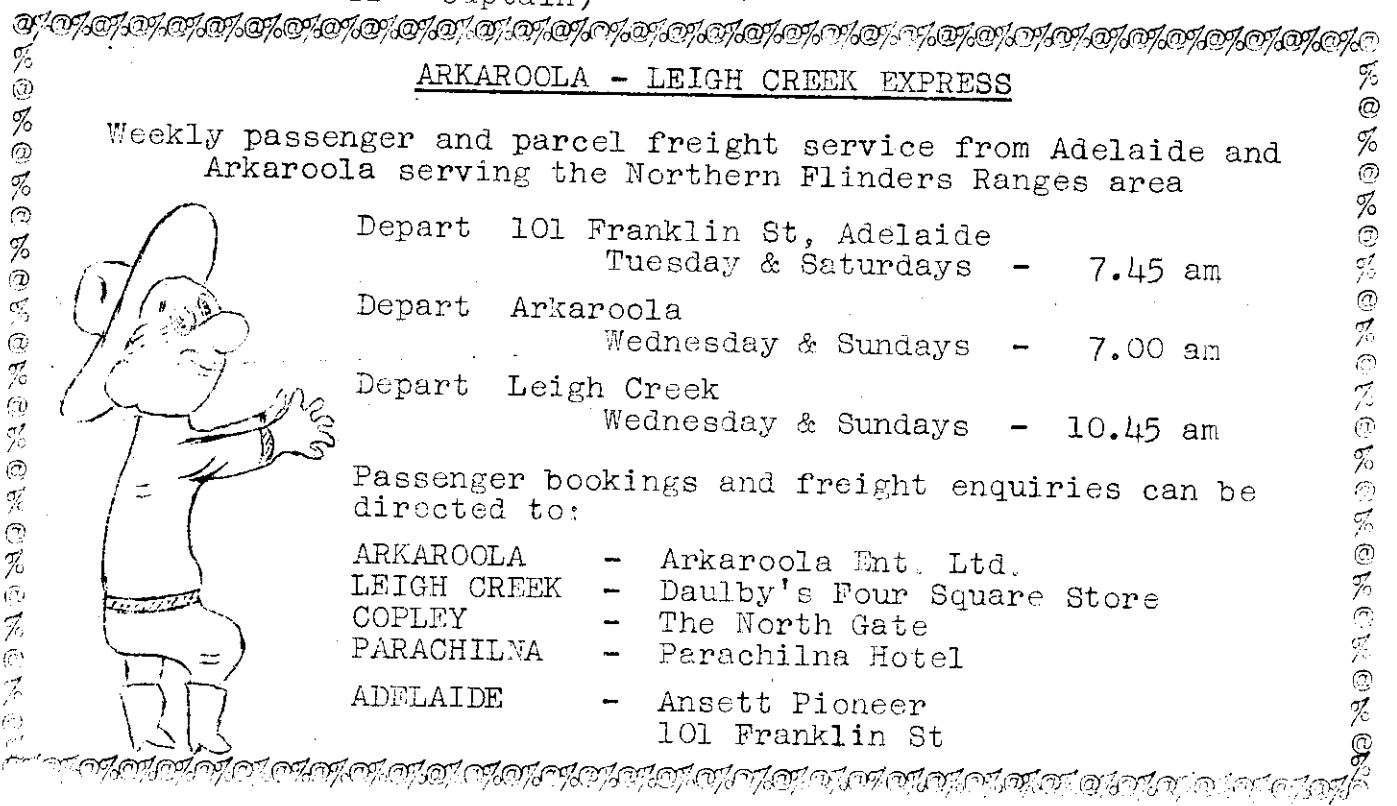 Captain)
ARKAROOLA - LEIGH CREEK EXPRESS
Weekly passenger and parcel freight service from Adelaide and
Arkaroola serving the Northern Flinders Ranges area
Depart 101 Franklin St, Adelaide
Tuesday & Saturdays - 7.45 am
Depart Arkaroola
Wednesday & Sundays - 7.00 am
Depart Leigh Creek
Wednesday & Sundays - 10.45 am
Passenger bookings and freight enquiries can be
directed to:
ARKAROOLA - Arkaroola Ent. Ltd.
LEIGH CREEK - Daulby's Four Square Store
COPLEY - The North Gate
PARACHILNA - Parachilna Hotel
ADELAIDE - Ansett Pioneer
101 Franklin St